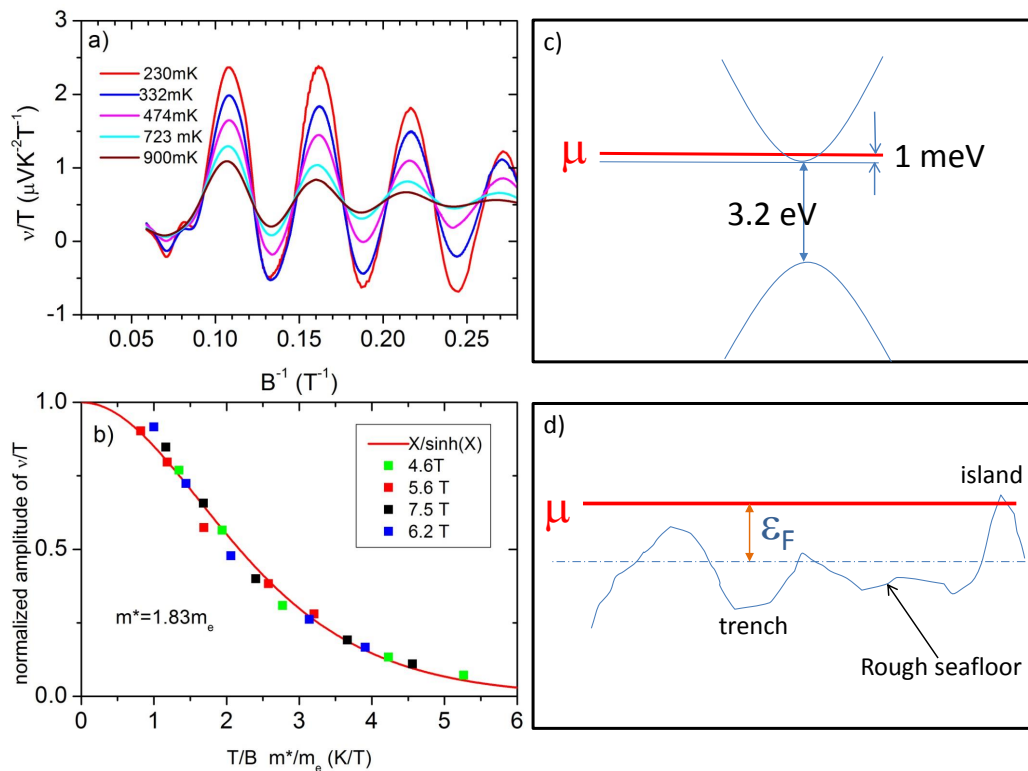 a)
230mK
332mK
474mK
723 mK
900mK
ν/T (μVK⁻²T⁻¹)
3
2
1
0
-1
0.05 0.10 0.15 0.20 0.25
B⁻¹ (T⁻¹)
c)
μ
1 meV
3.2 eV
b)
X/sinh(X)
4.6T
5.6 T
7.5 T
6.2 T
m*=1.83mₑ
normalized amplitude of ν/T
1.0
0.5
0.0
0 1 2 3 4 5 6
T/B m*/mₑ (K/T)
d)
island
μ
εF
trench
Rough seafloor